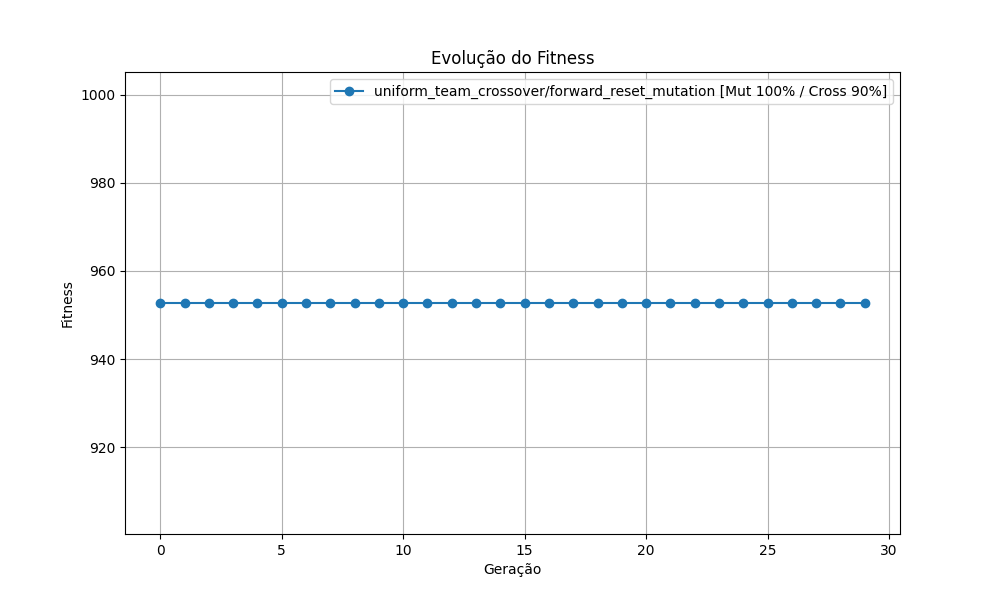 Evolução do Fitness
uniform_team_crossover/forward_reset_mutation [Mut 100% / Cross 90%]
1000
980
960
940
920
Fitness
0 5 10 15 20 25 30
Geração